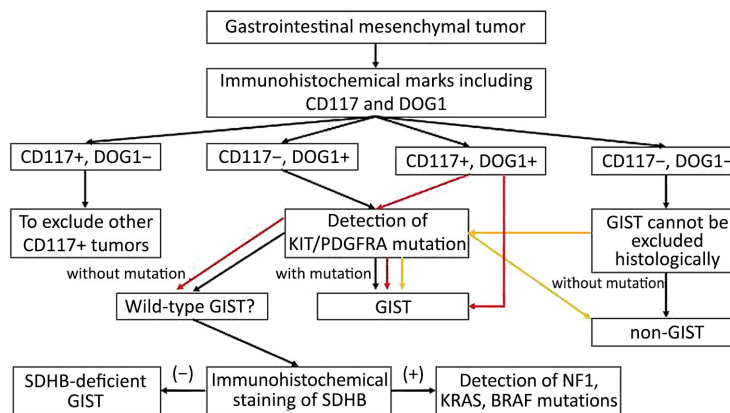 Gastrointestinal mesenchymal tumor
Immunohistochemical marks including
CD117 and DOG1
CD117+, DOG1−
CD117−, DOG1+
CD117+, DOG1+
CD117−, DOG1−
To exclude other
CD117+ tumors
Detection of
KIT/PDGFRA mutation
GIST cannot be
excluded
histologically
without mutation
with mutation
without mutation
Wild-type GIST?
GIST
non-GIST
SDHB-deficient
GIST
(−)
Immunohistochemical
staining of SDHB
(+)
Detection of NF1,
KRAS, BRAF mutations